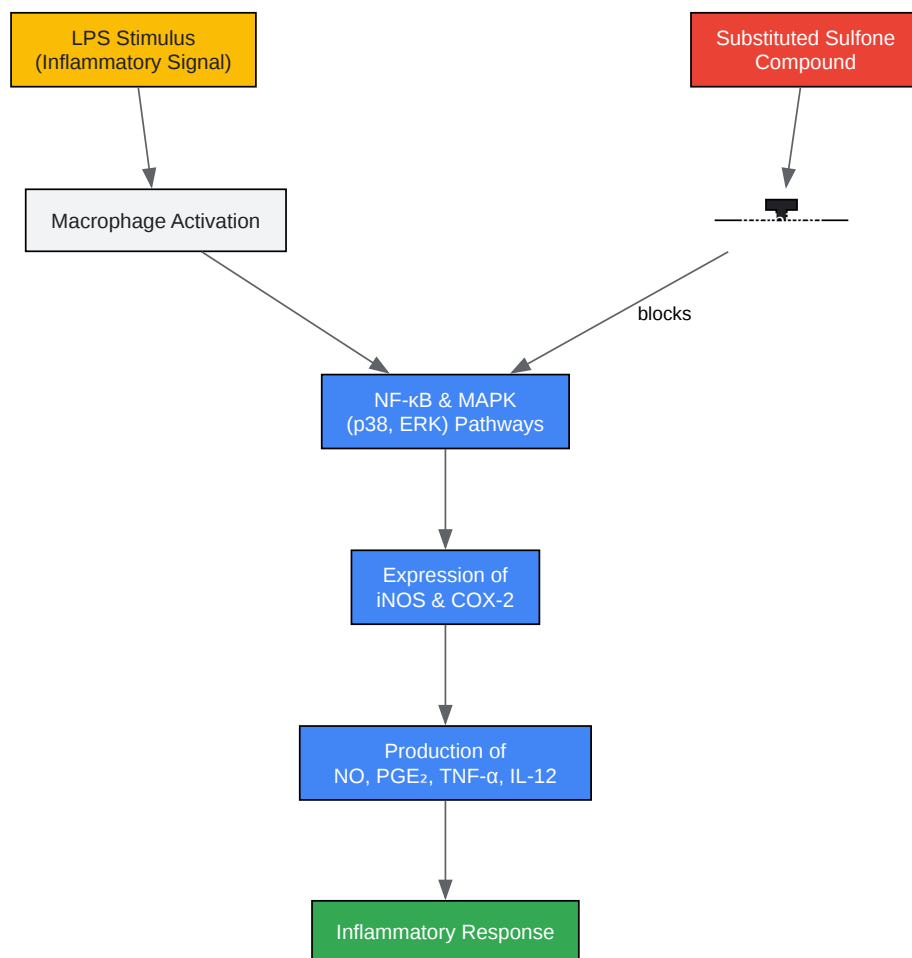 LPS Stimulus
(Inflammatory Signal)
Substituted Sulfone
Compound
Macrophage Activation
blocks
NF-κB & MAPK
(p38, ERK) Pathways
Expression of
iNOS & COX-2
Production of
NO, PGE₂, TNF-α, IL-12
Inflammatory Response